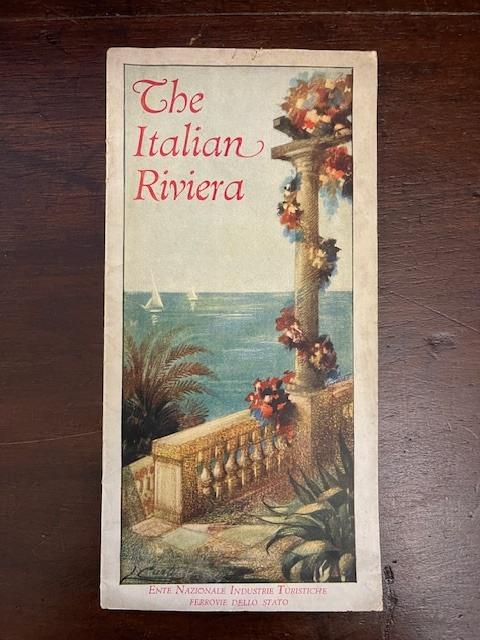 The
Italian
Riviera
ENTE NAZIONALE INDUSTRIE TURISTICHE
FERROVIE DELLO STATO